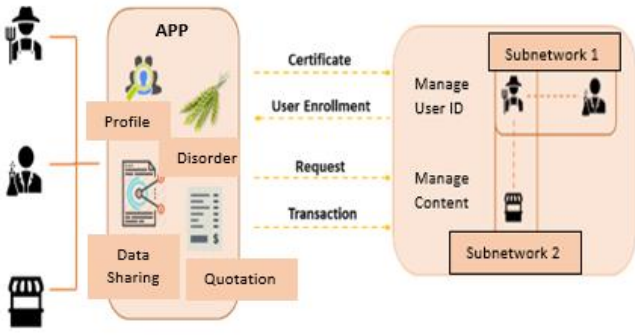 APP
Profile
Disorder
Data
Sharing
Quotation
$
Certificate
User Enrollment
Request
Transaction
Subnetwork 1
Manage
User ID
Manage
Content
Subnetwork 2